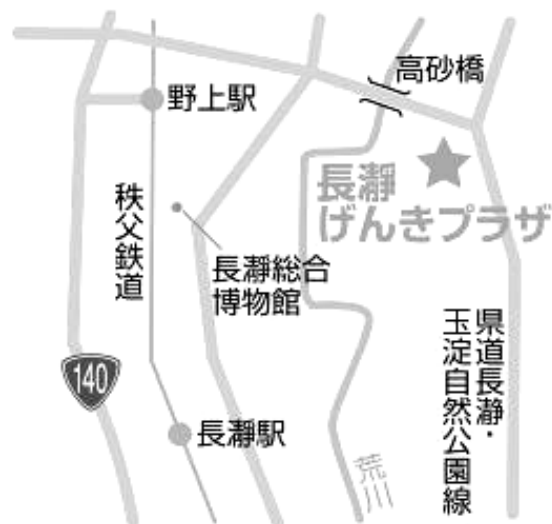 高砂橋
野上駅
長瀞
げんきプラザ
秩父鉄道
長瀞総合
博物館
県道長瀞・
玉淀自然公園線
140
長瀞駅
荒川